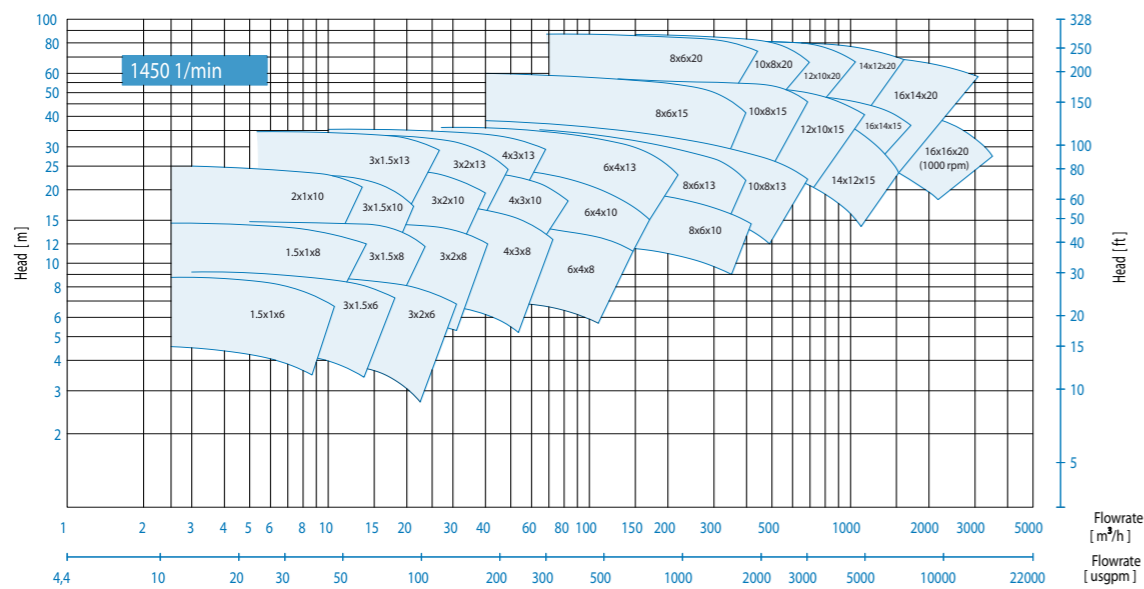 1450 1/min
Head [m]
100
80
60
50
40
30
25
20
15
12
10
8
6
5
4
3
2
8x6x20
10x8x20
12x10x20
14x12x20
16x14x20
8x6x15
10x8x15
12x10x15
16x14x15
16x16x20
(1000 rpm)
14x12x15
3x1.5x13
3x2x13
4x3x13
6x4x13
8x6x13
10x8x13
2x1x10
3x1.5x10
3x2x10
4x3x10
6x4x10
8x6x10
1.5x1x8
3x1.5x8
3x2x8
4x3x8
6x4x8
1.5x1x6
3x1.5x6
3x2x6
328
250
200
150
100
80
60
50
40
30
20
15
10
5
Head [ft]
1 2 3 4 5 6 8 10 15 20 30 40 60 80 100 150 200 300 500 1000 2000 3000 5000
Flowrate
[m³/h]
4,4 10 20 30 50 100 200 300 500 1000 2000 3000 5000 10000 22000
Flowrate
[usgpm]